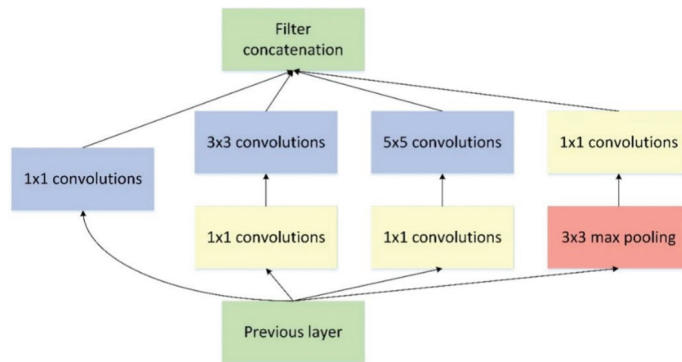 Filter
concatenation
3x3 convolutions
5x5 convolutions
1x1 convolutions
1x1 convolutions
1x1 convolutions
1x1 convolutions
3x3 max pooling
Previous layer